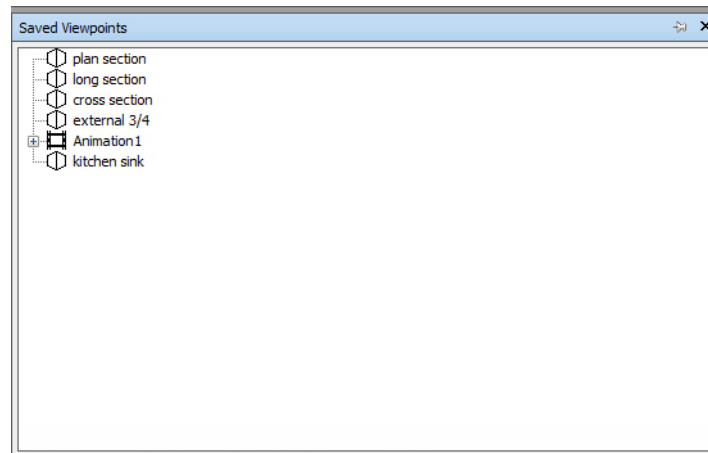 Saved Viewpoints
plan section
long section
cross section
external 3/4
Animation1
kitchen sink